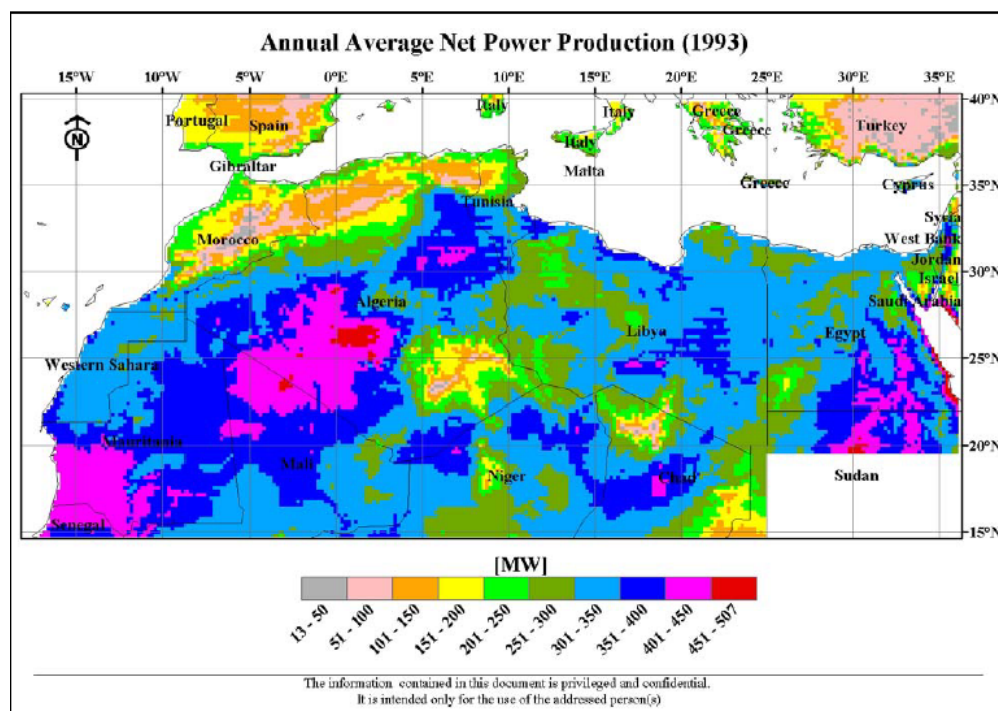 Annual Average Net Power Production (1993)
15°W 10°W 5°W 0°E 5°E 10°E 15°E 20°E 25°E 30°E 35°E
40°N
Portugal Spain Italy Italy Greece Greece Turkey
N
Gibraltar Italy Malta Greece Cyprus 35°N
Tunisia Syria
Morocco West Bank
Jordan 30°N
Israel
Algeria Libya Egypt Saudi Arabia
Western Sahara 25°N
Mauritania 20°N
Mali Niger Chad Sudan
Senegal 15°N
[MW]
13 - 50
51 - 100
101 - 150
151 - 200
201 - 250
251 - 300
301 - 350
351 - 400
401 - 450
451 - 507
The information contained in this document is privileged and confidential.
It is intended only for the use of the addressed person(s)